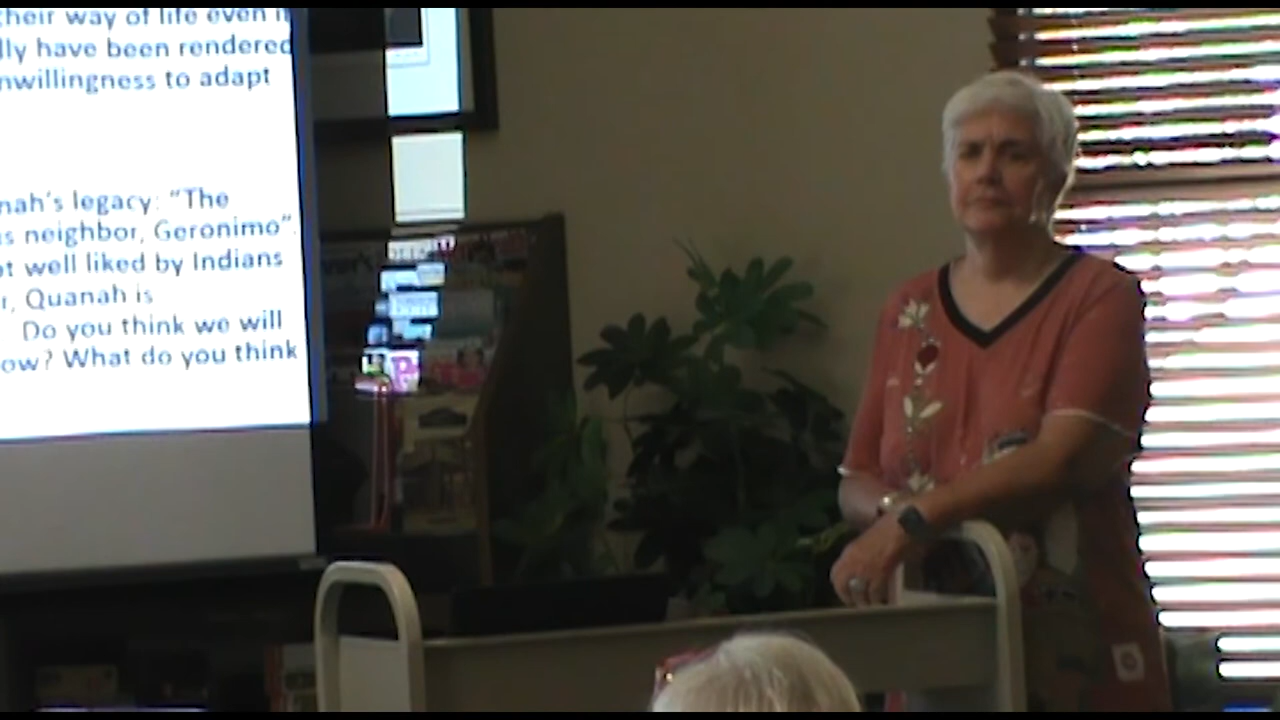 their way of life even i
lly have been rendered
nwillingness to adapt
nah's legacy: "The
s neighbor, Geronimo".
ot well liked by Indians
r, Quanah is
Do you think we will
ow? What do you think